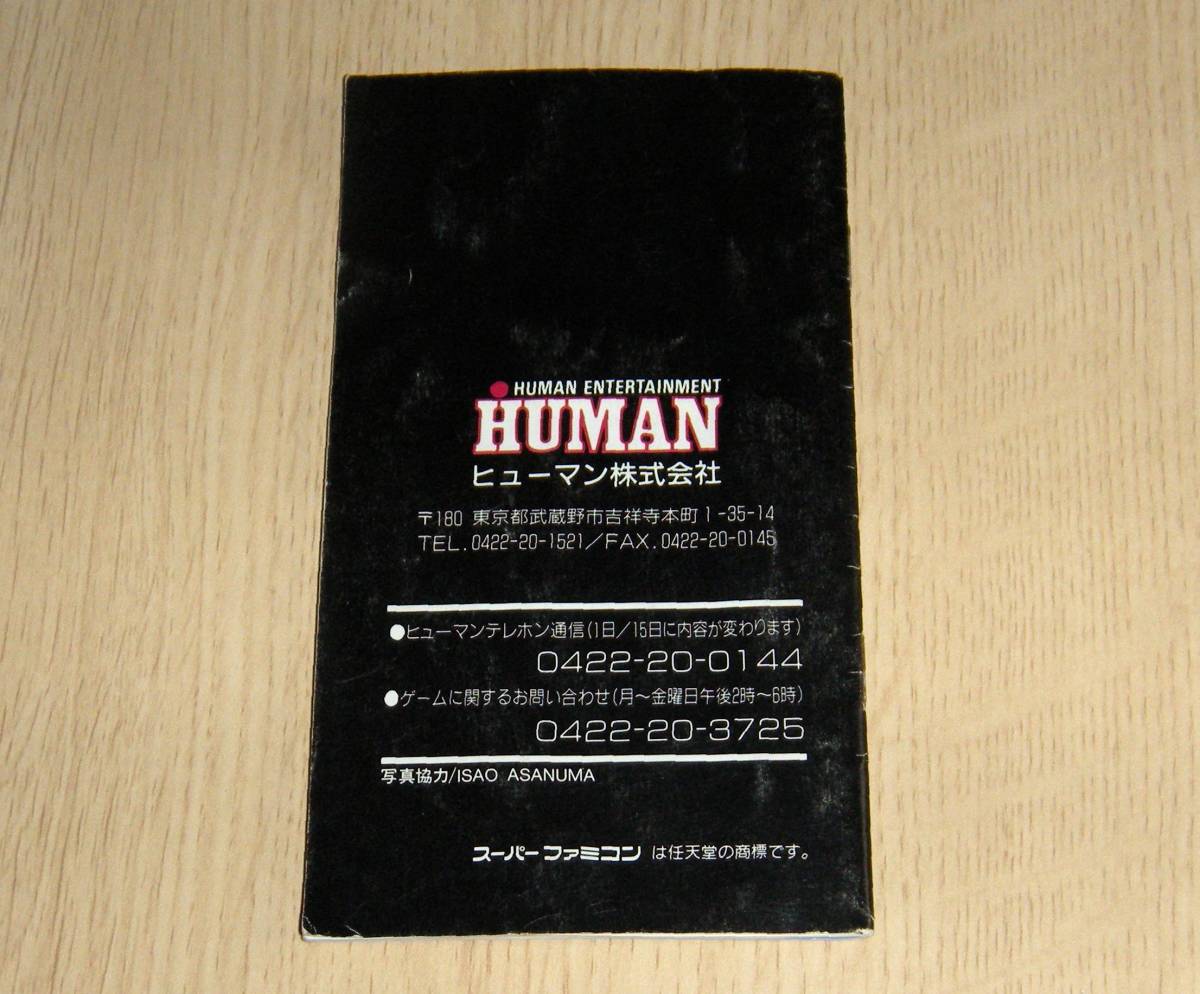 HUMAN ENTERTAINMENT
HUMAN
ヒューマン株式会社
〒180 東京都武蔵野市吉祥寺本町1-35-14
TEL.0422-20-1521/FAX.0422-20-0145
●ヒューマンテレホン通信(1日/15日に内容が変わります)
0422-20-0144
●ゲームに関するお問い合わせ(月～金曜日午後2時～6時)
0422-20-3725
写真協力/ISAO ASANUMA
スーパーファミコン は任天堂の商標です。